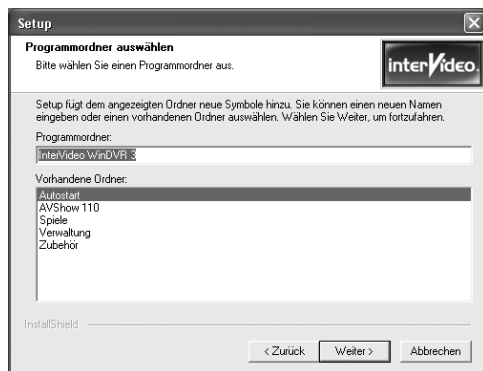 Setup
Programmordner auswählen
Bitte wählen Sie einen Programmordner aus.
interVideo.
Setup fügt dem angezeigten Ordner neue Symbole hinzu. Sie können einen neuen Namen
eingeben oder einen vorhandenen Ordner auswählen. Wählen Sie Weiter, um fortzufahren.
Programmordner:
InterVideo WinDVR 3
Vorhandene Ordner:
Autostart
AVShow 110
Spiele
Verwaltung
Zubehör
InstallShield
< Zurück Weiter > Abbrechen